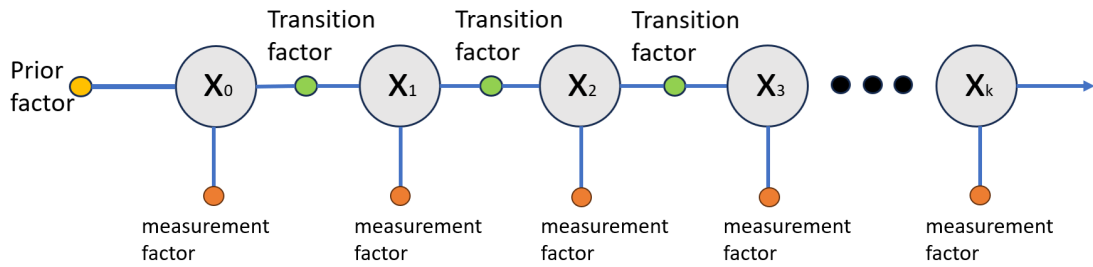 Transition
factor
Transition
factor
Transition
factor
Prior
factor
X0
X1
X2
X3
Xk
measurement
factor
measurement
factor
measurement
factor
measurement
factor
measurement
factor